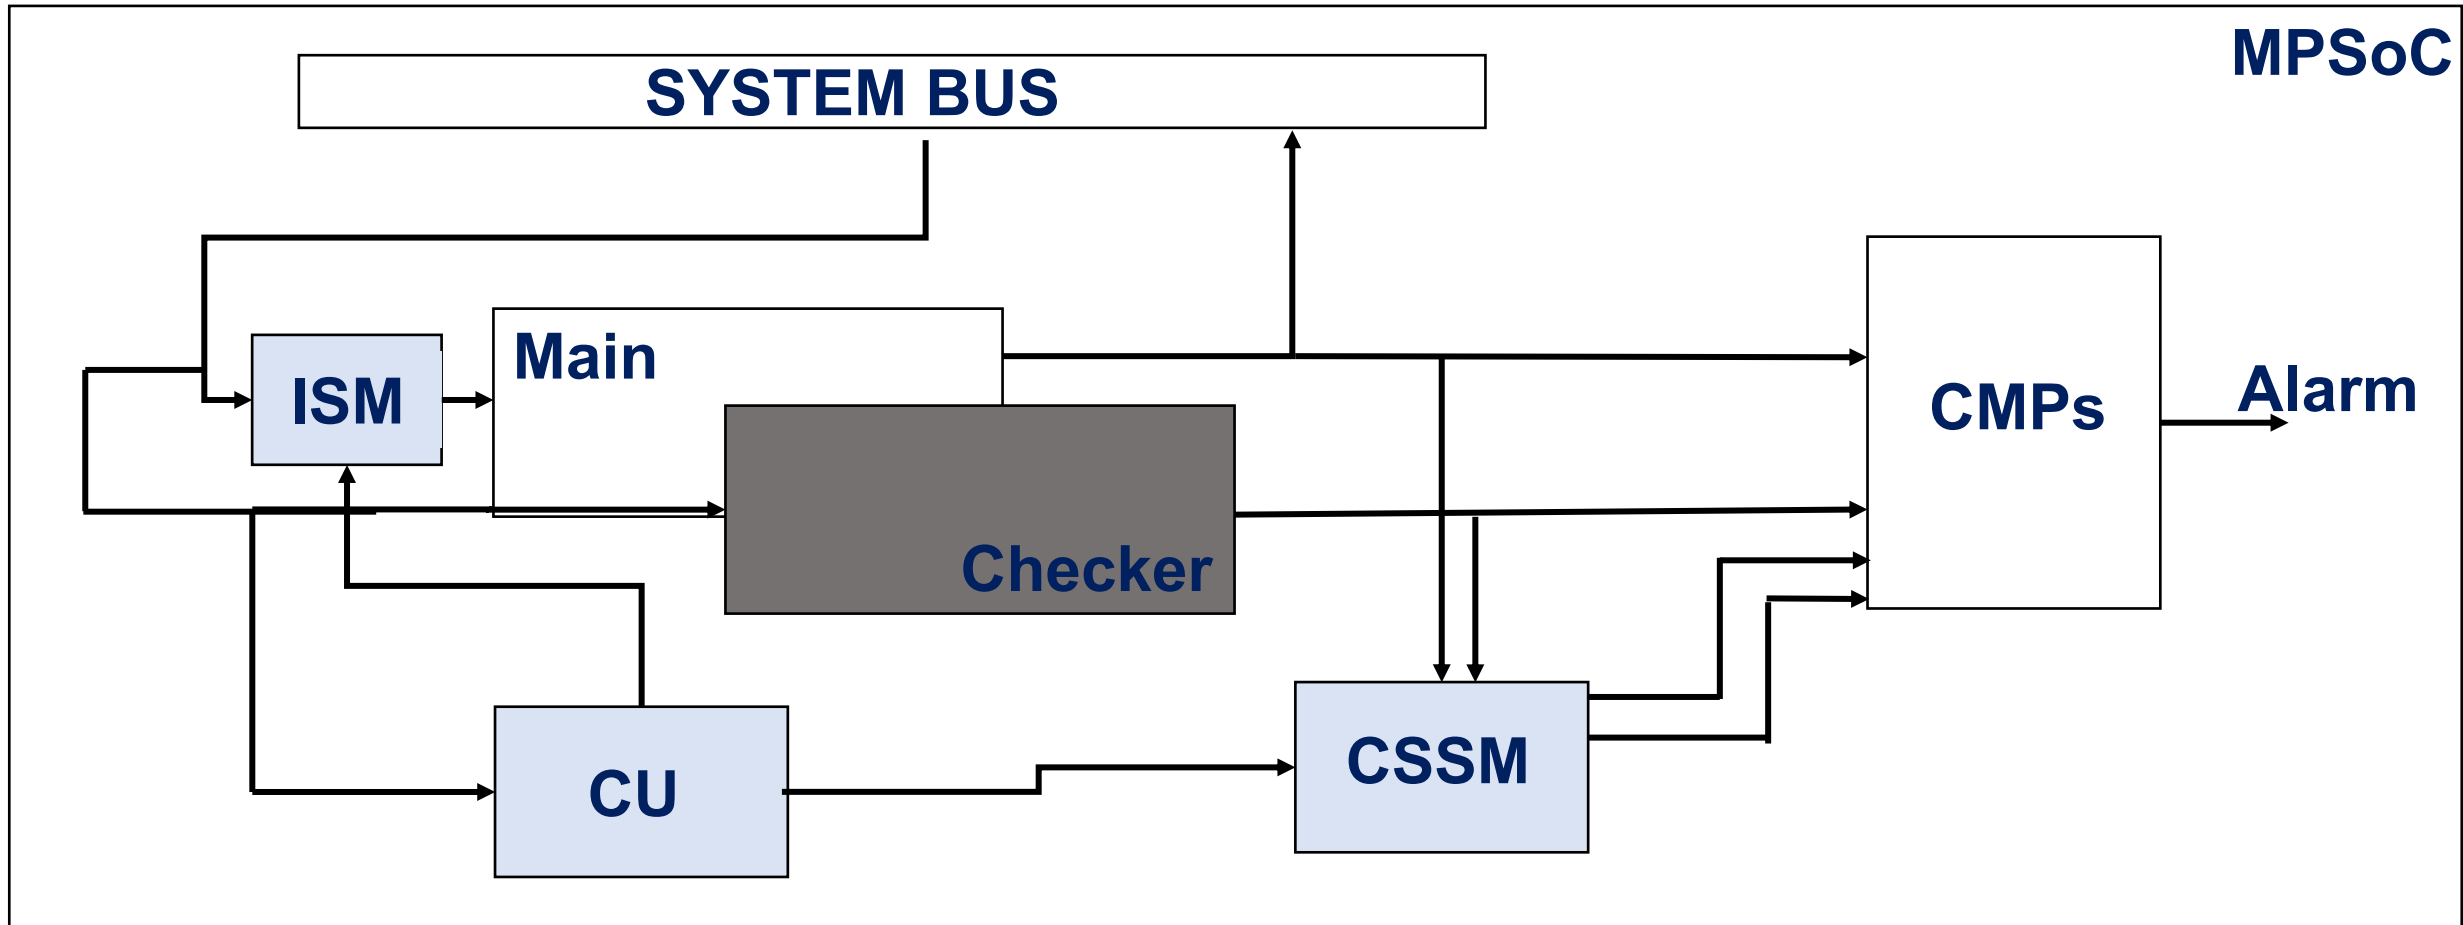 MPSoC
SYSTEM BUS
Main
ISM
CMPs
Alarm
Checker
CU
CSSM